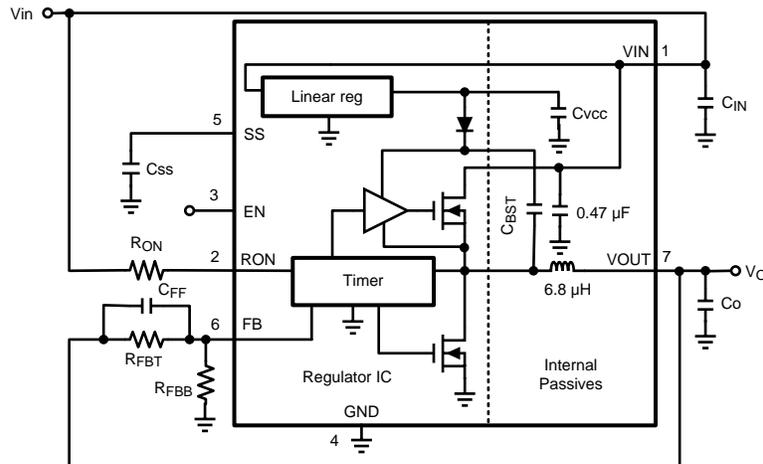 Vin
VIN 1
Linear reg
Cvcc
CIN
5
SS
Css
3
EN
CBST
0.47 µF
RON
2
RON
Timer
VOUT 7
6.8 µH
Co
CFF
6
FB
RFBT
RFBB
Regulator IC
Internal
Passives
GND
4